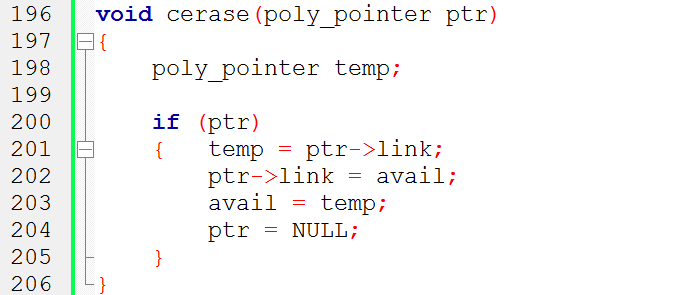 196 void cerase(poly_pointer ptr)
197 {
198 poly_pointer temp;
199
200 if (ptr)
201 { temp = ptr->link;
202 ptr->link = avail;
203 avail = temp;
204 ptr = NULL;
205 }
206 }